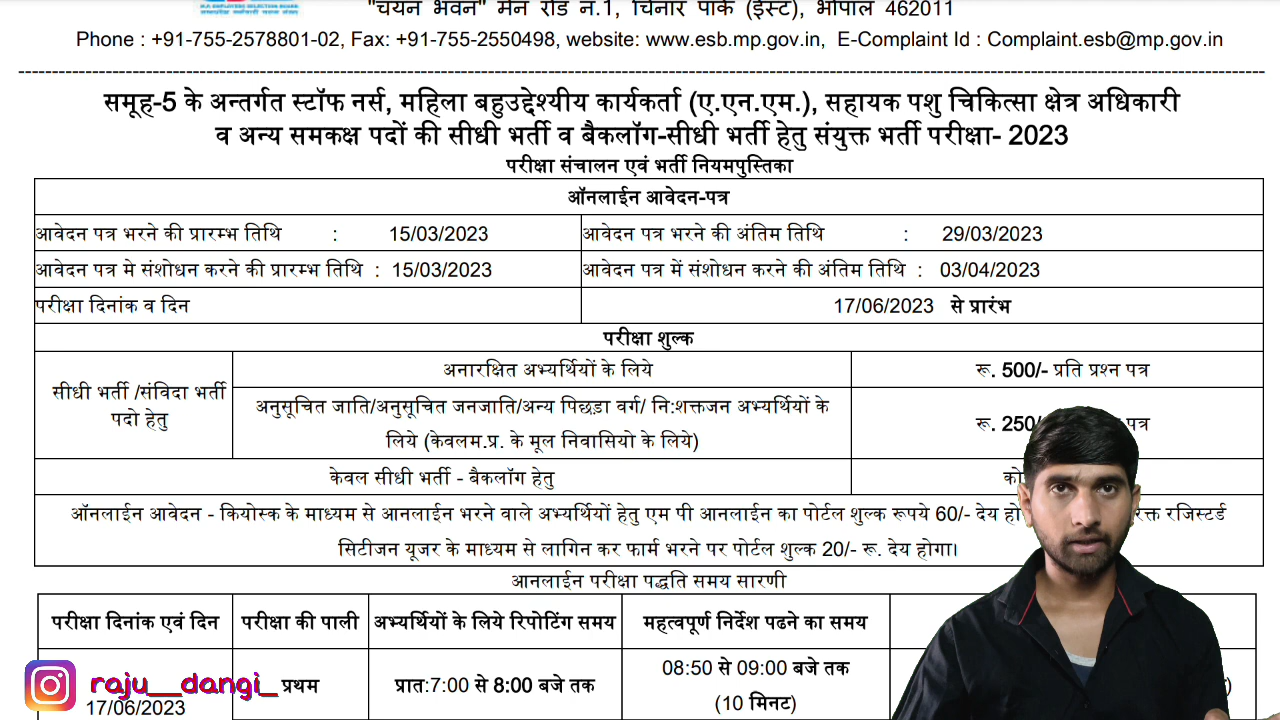 M.P. EMPLOYEES SELECTION BOARD
"चयन भवन" मेन रोड नं.1, चिनार पार्क (ईस्ट), भोपाल 462011
Phone : +91-755-2578801-02, Fax: +91-755-2550498, website: www.esb.mp.gov.in, E-Complaint Id : Complaint.esb@mp.gov.in
समूह-5 के अन्तर्गत स्टॉफ नर्स, महिला बहुउद्देश्यीय कार्यकर्ता (ए.एन.एम.), सहायक पशु चिकित्सा क्षेत्र अधिकारी
व अन्य समकक्ष पदों की सीधी भर्ती व बैकलॉग-सीधी भर्ती हेतु संयुक्त भर्ती परीक्षा- 2023
परीक्षा संचालन एवं भर्ती नियमपुस्तिका
ऑनलाईन आवेदन-पत्र
आवेदन पत्र भरने की प्रारम्भ तिथि : 15/03/2023 आवेदन पत्र भरने की अंतिम तिथि : 29/03/2023
आवेदन पत्र मे संशोधन करने की प्रारम्भ तिथि : 15/03/2023 आवेदन पत्र में संशोधन करने की अंतिम तिथि : 03/04/2023
परीक्षा दिनांक व दिन 17/06/2023 से प्रारंभ
परीक्षा शुल्क
सीधी भर्ती /संविदा भर्ती
पदो हेतु
अनारक्षित अभ्यर्थियों के लिये रू. 500/- प्रति प्रश्न पत्र
अनुसूचित जाति/अनुसूचित जनजाति/अन्य पिछड़ा वर्ग/ नि:शक्तजन अभ्यर्थियों के
लिये (केवलम.प्र. के मूल निवासियो के लिये)
रू. 250 पत्र
केवल सीधी भर्ती - बैकलॉग हेतु
ऑनलाईन आवेदन - कियोस्क के माध्यम से आनलाईन भरने वाले अभ्यर्थियों हेतु एम पी आनलाईन का पोर्टल शुल्क रूपये 60/- देय रजिस्टर्ड
सिटीजन यूजर के माध्यम से लागिन कर फार्म भरने पर पोर्टल शुल्क 20/- रू. देय होगा।
आनलाईन परीक्षा पद्धति समय सारणी
परीक्षा दिनांक एवं दिन परीक्षा की पाली अभ्यर्थियों के लिये रिपोटिंग समय महत्वपूर्ण निर्देश पढने का समय
17/06/2023 प्रथम प्रात:7:00 से 8:00 बजे तक 08:50 से 09:00 बजे तक
(10 मिनट)
raju__dangi_